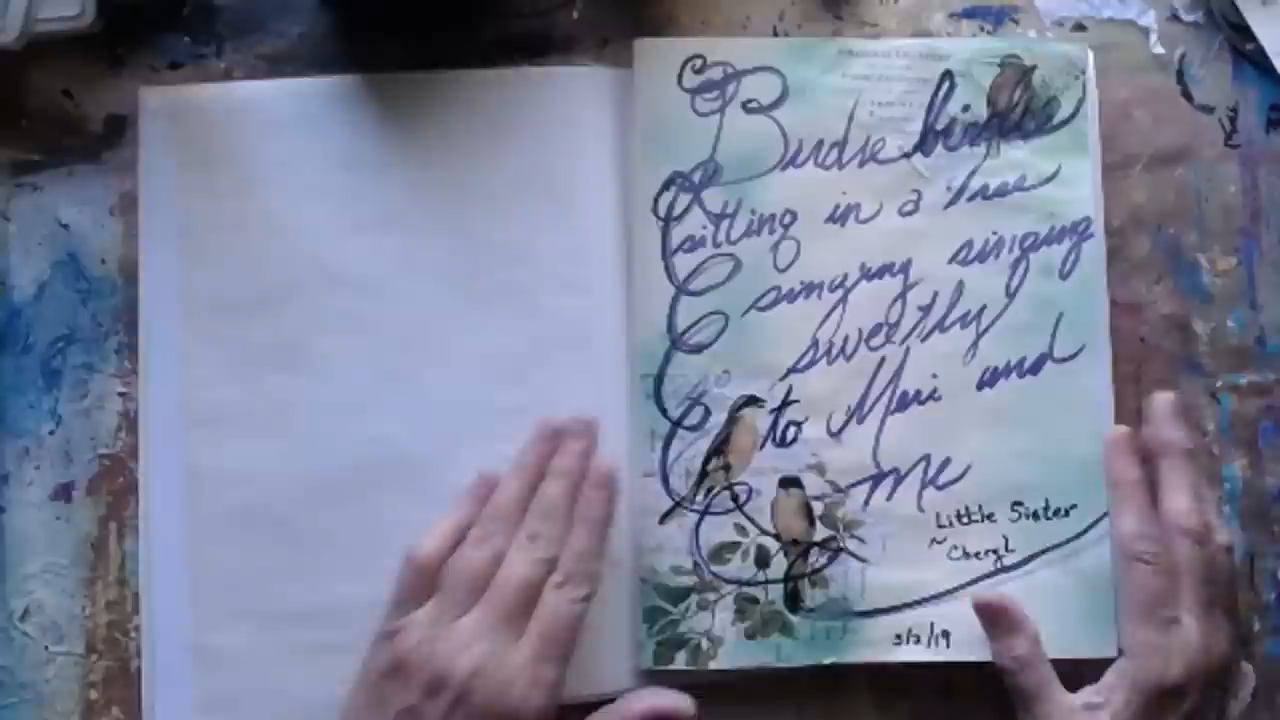 Birdie birdie
sitting in a Tree
singing singing
sweetly
to Meri and
me
Little Sister
~ Cheryl
3/2/19